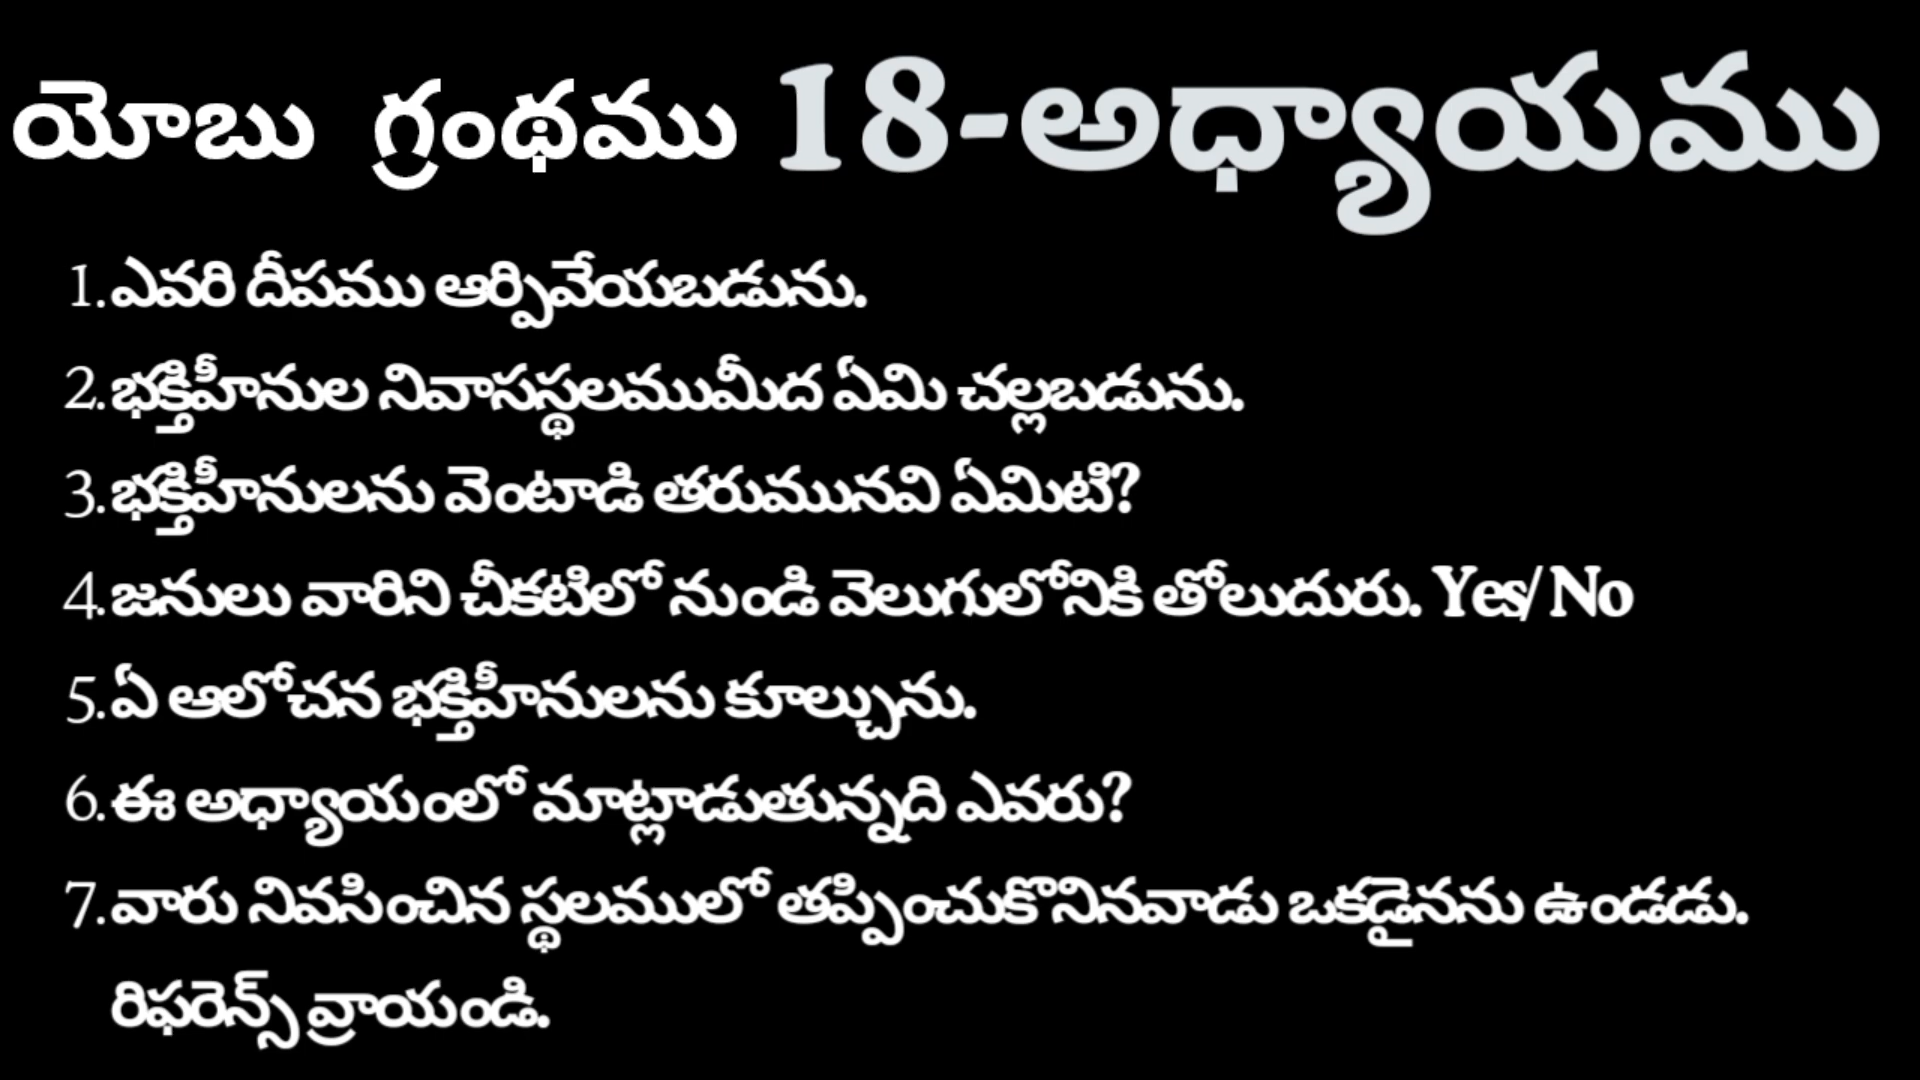 యోబు గ్రంథము 18-అధ్యాయము
1. ఎవరి దీపము ఆర్పివేయబడును.
2. భక్తిహీనుల నివాసస్థలముమీద ఏమి చల్లబడును.
3. భక్తిహీనులను వెంటాడి తరుమునవి ఏమిటి?
4. జనులు వారిని చీకటిలో నుండి వెలుగులోనికి తోలుదురు. Yes/ No
5. ఏ ఆలోచన భక్తిహీనులను కూల్చును.
6. ఈ అధ్యాయంలో మాట్లాడుతున్నది ఎవరు?
7. వారు నివసించిన స్థలములో తప్పించుకొనినవాడు ఒకడైనను ఉండడు.
రిఫరెన్స్ వ్రాయండి.